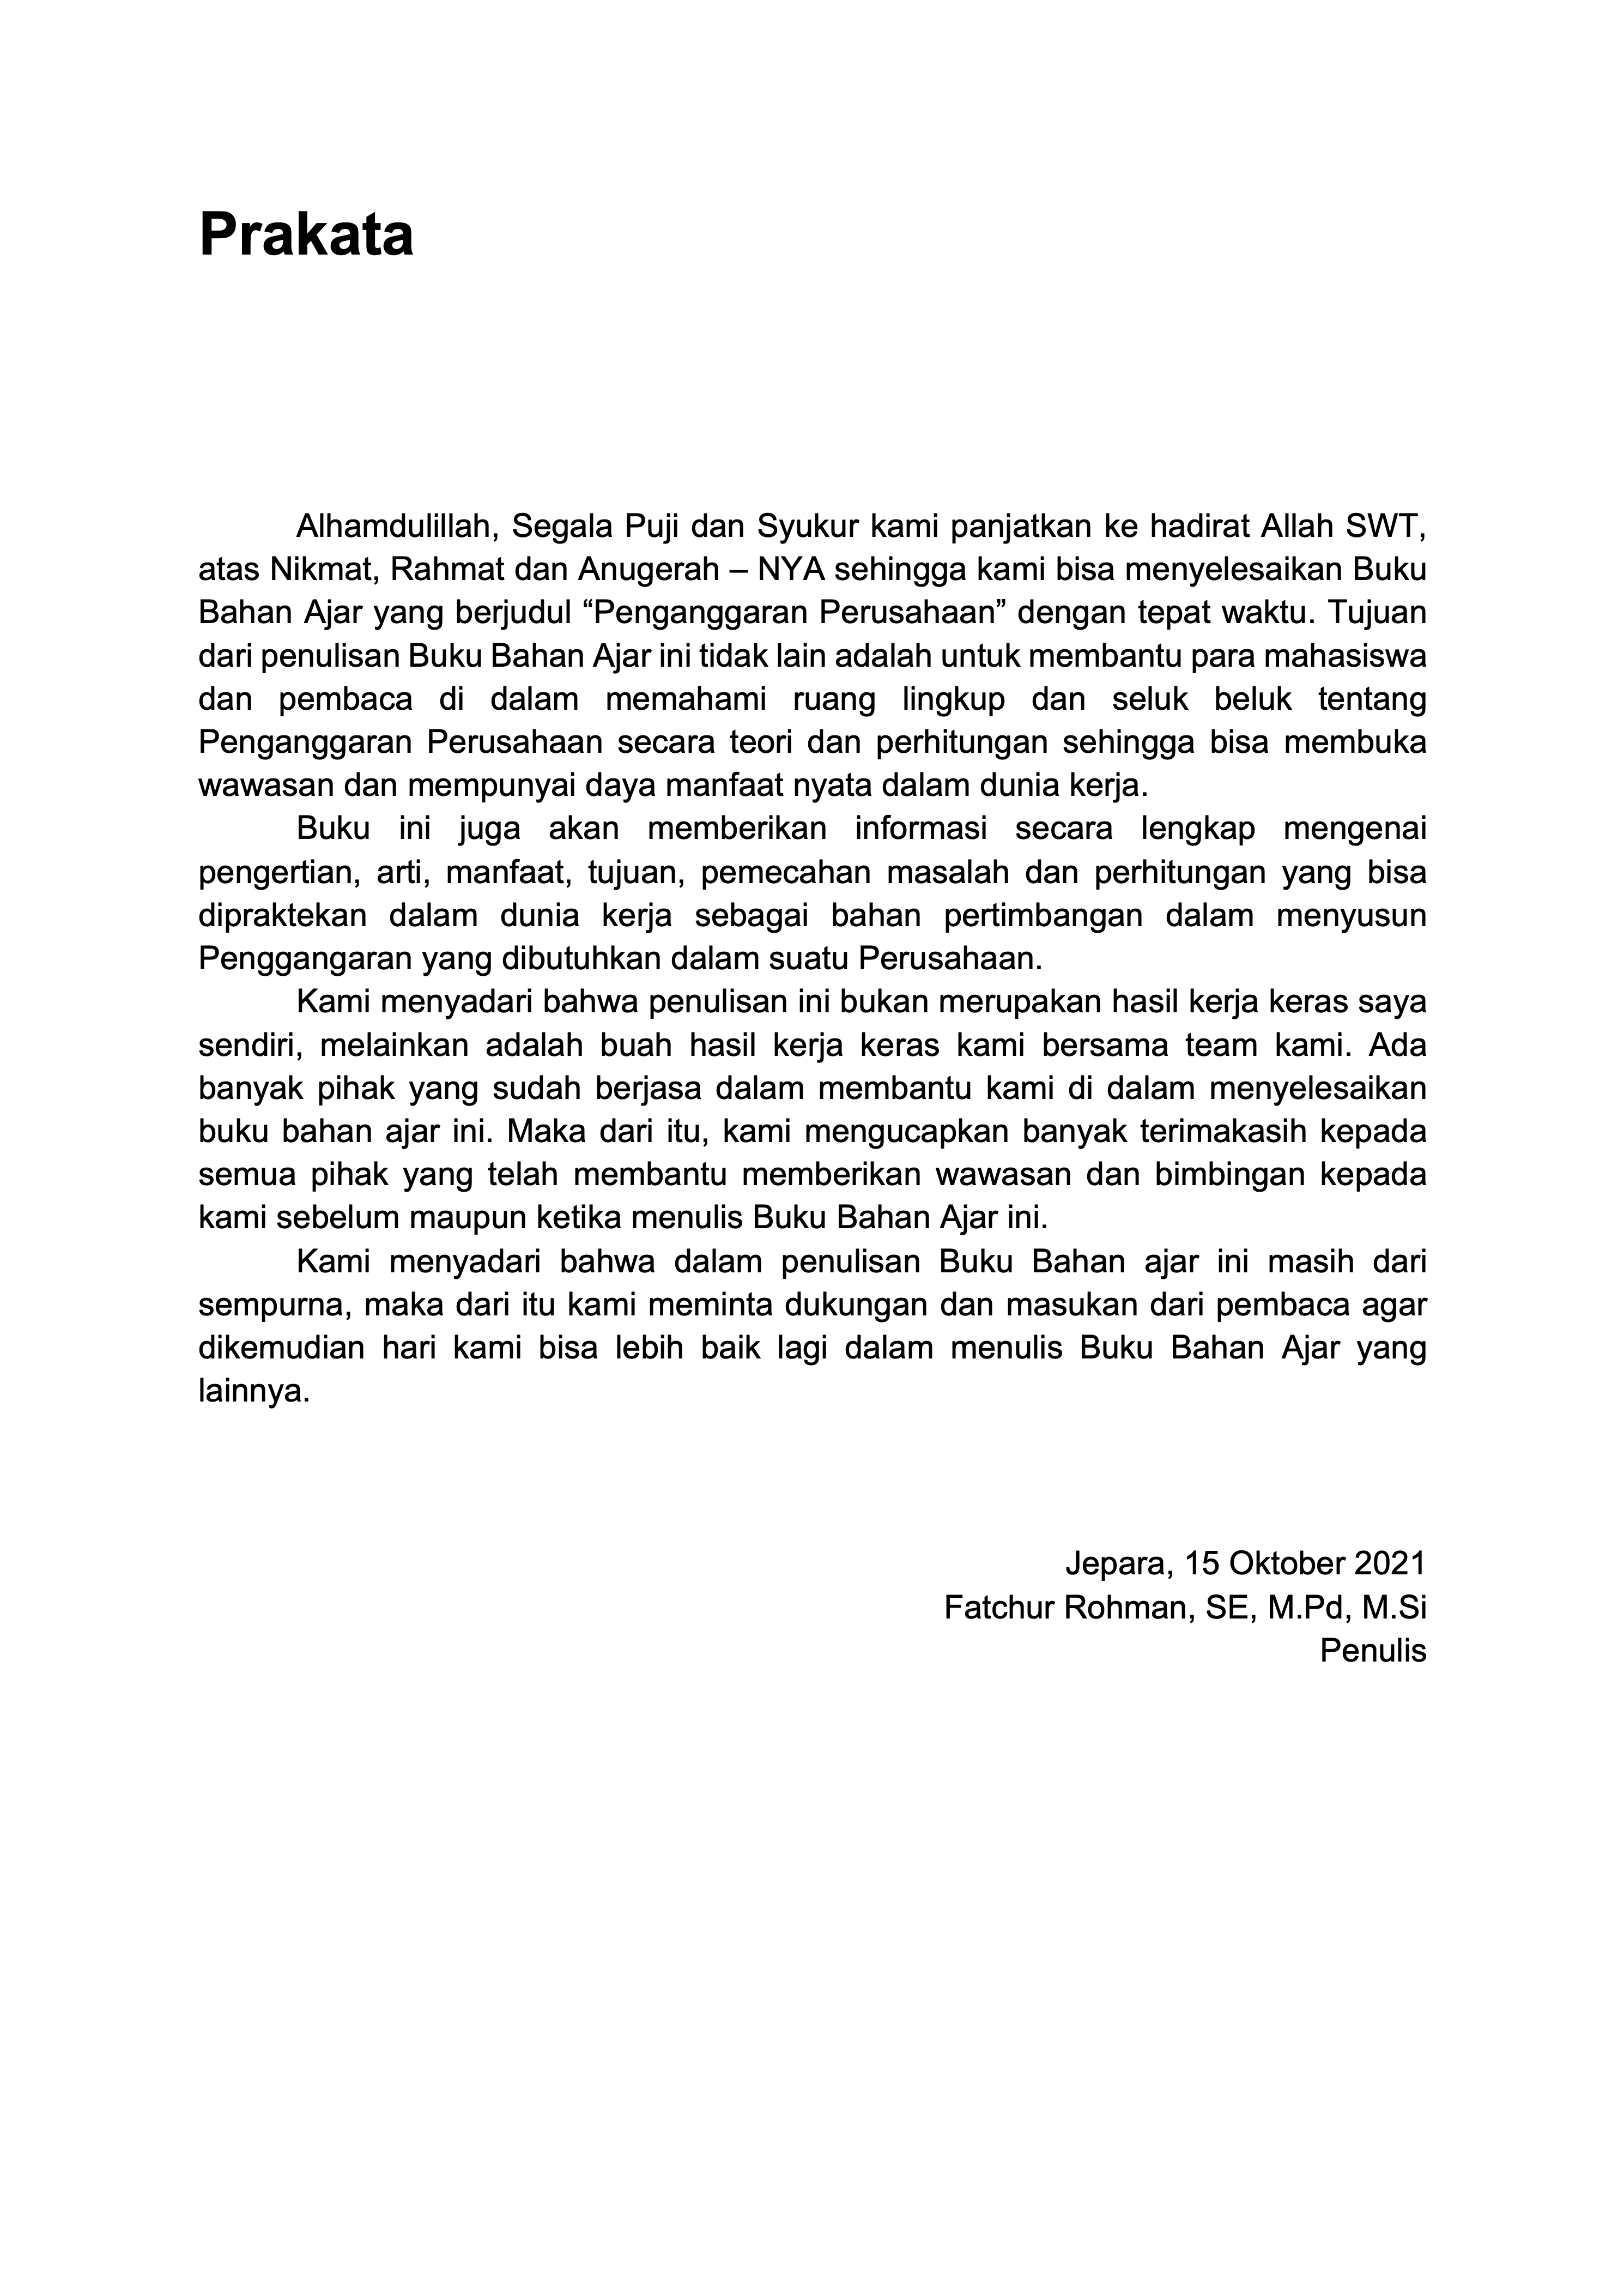 Prakata
Alhamdulillah, Segala Puji dan Syukur kami panjatkan ke hadirat Allah SWT,
atas Nikmat, Rahmat dan Anugerah – NYA sehingga kami bisa menyelesaikan Buku
Bahan Ajar yang berjudul “Penganggaran Perusahaan” dengan tepat waktu. Tujuan
dari penulisan Buku Bahan Ajar ini tidak lain adalah untuk membantu para mahasiswa
dan pembaca di dalam memahami ruang lingkup dan seluk beluk tentang
Penganggaran Perusahaan secara teori dan perhitungan sehingga bisa membuka
wawasan dan mempunyai daya manfaat nyata dalam dunia kerja.
Buku ini juga akan memberikan informasi secara lengkap mengenai
pengertian, arti, manfaat, tujuan, pemecahan masalah dan perhitungan yang bisa
dipraktekan dalam dunia kerja sebagai bahan pertimbangan dalam menyusun
Penggangaran yang dibutuhkan dalam suatu Perusahaan.
Kami menyadari bahwa penulisan ini bukan merupakan hasil kerja keras saya
sendiri, melainkan adalah buah hasil kerja keras kami bersama team kami. Ada
banyak pihak yang sudah berjasa dalam membantu kami di dalam menyelesaikan
buku bahan ajar ini. Maka dari itu, kami mengucapkan banyak terimakasih kepada
semua pihak yang telah membantu memberikan wawasan dan bimbingan kepada
kami sebelum maupun ketika menulis Buku Bahan Ajar ini.
Kami menyadari bahwa dalam penulisan Buku Bahan ajar ini masih dari
sempurna, maka dari itu kami meminta dukungan dan masukan dari pembaca agar
dikemudian hari kami bisa lebih baik lagi dalam menulis Buku Bahan Ajar yang
lainnya.
Jepara, 15 Oktober 2021
Fatchur Rohman, SE, M.Pd, M.Si
Penulis